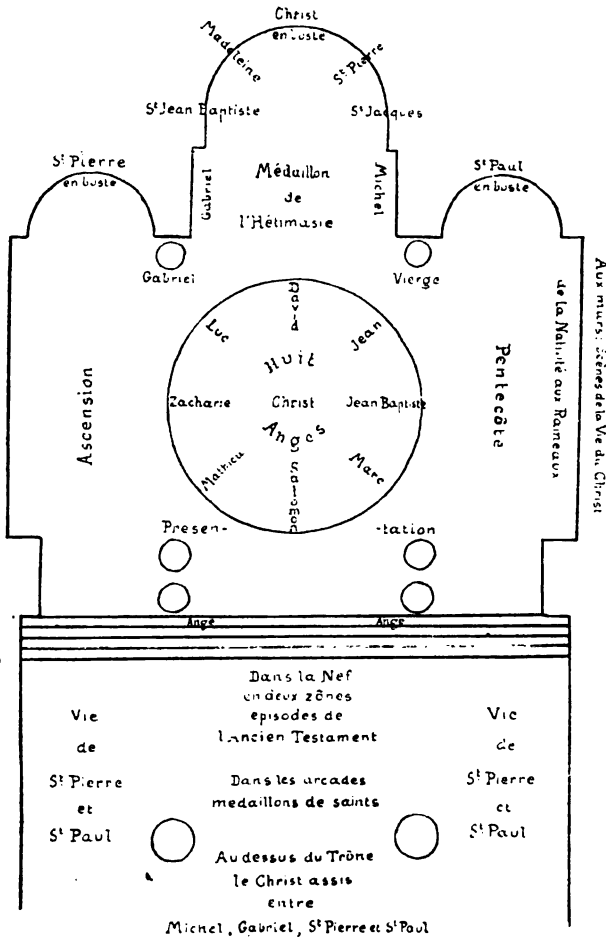 Christ
en buste
Madeleine
St Pierre
St Jean Baptiste
St Jacques
St Pierre
en buste
Gabriel
Médaillon
de
l'Hétimasie
Michel
St Paul
en buste
Gabriel
Vierge
Ascension
David
Luc
Jean
Huit
Zacharie
Christ
Jean Baptiste
Anges
Mathieu
Marc
Salomon
Pentecôte
Aux murs: scènes de la Vie du Christ
de la Nativité aux Rameaux
Presen-
-tation
Ange
Ange
Dans la Nef
en deux zônes
épisodes de
l'Ancien Testament
Vie
de
St Pierre
et
St Paul
Vie
de
St Pierre
et
St Paul
Dans les arcades
medaillons de saints
Au dessus du Trône
le Christ assis
entre
Michel, Gabriel, St Pierre et St Paul